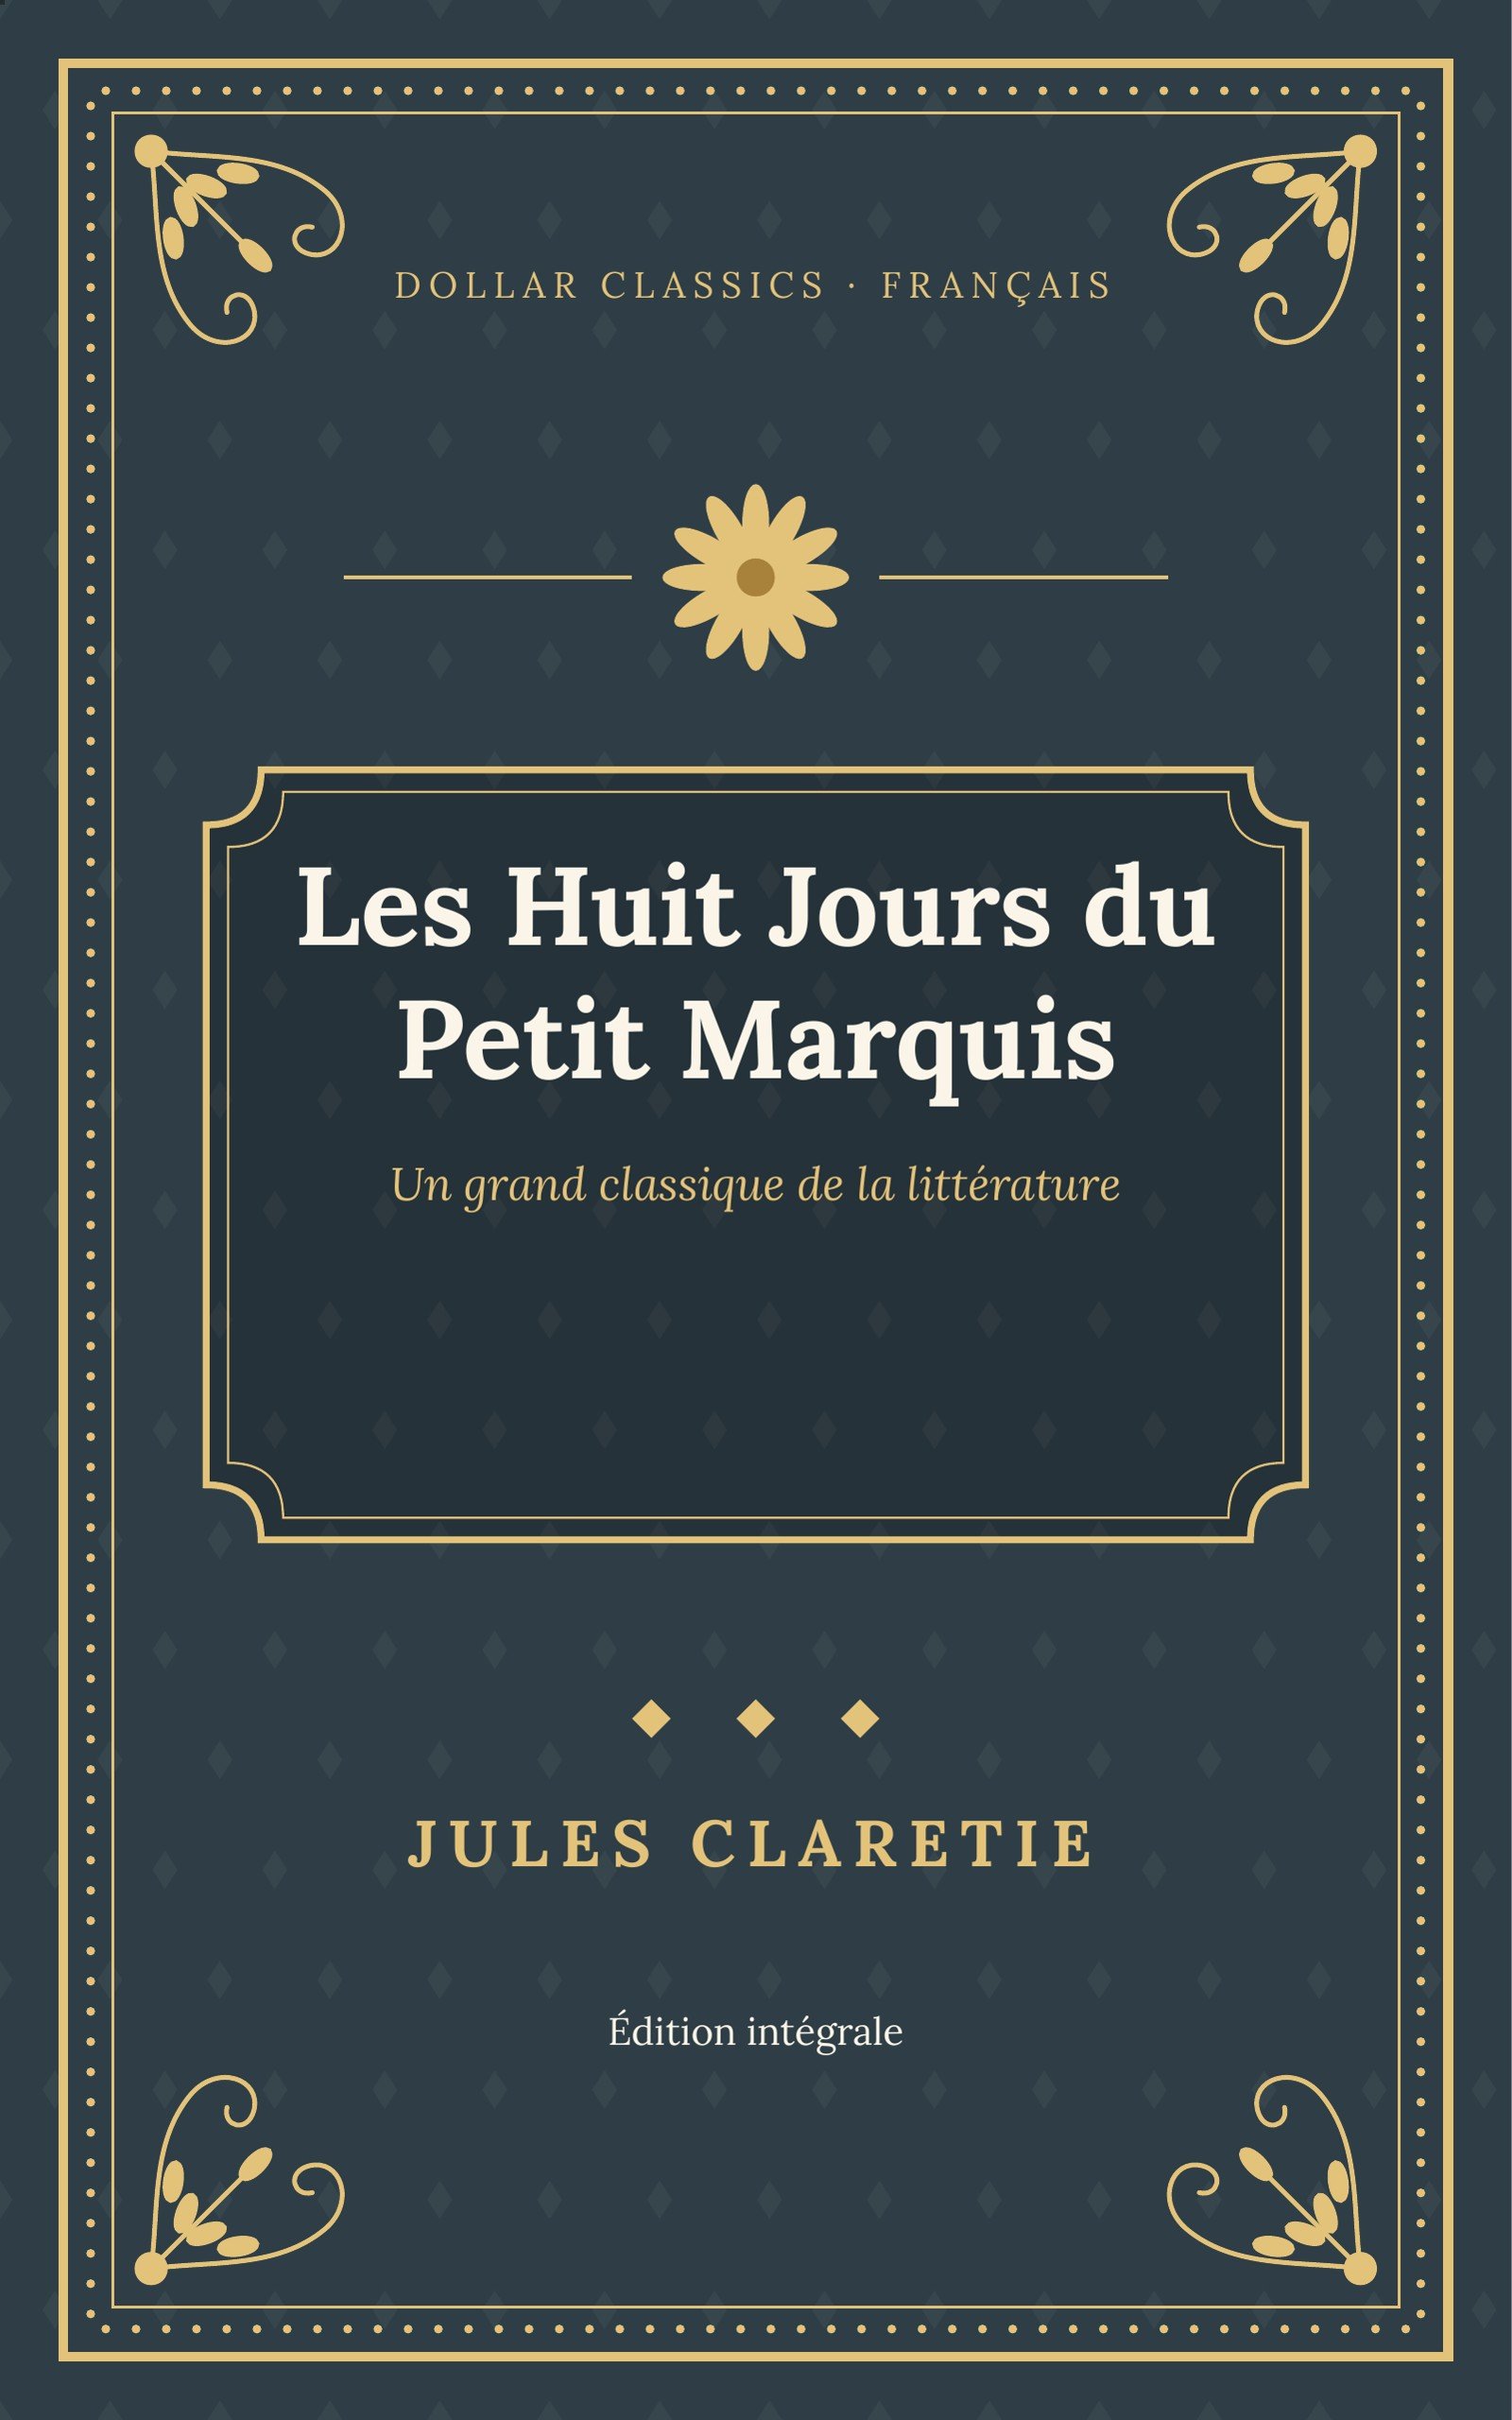 DOLLAR CLASSICS · FRANÇAIS
Les Huit Jours du
Petit Marquis
Un grand classique de la littérature
JULES CLARETIE
Édition intégrale